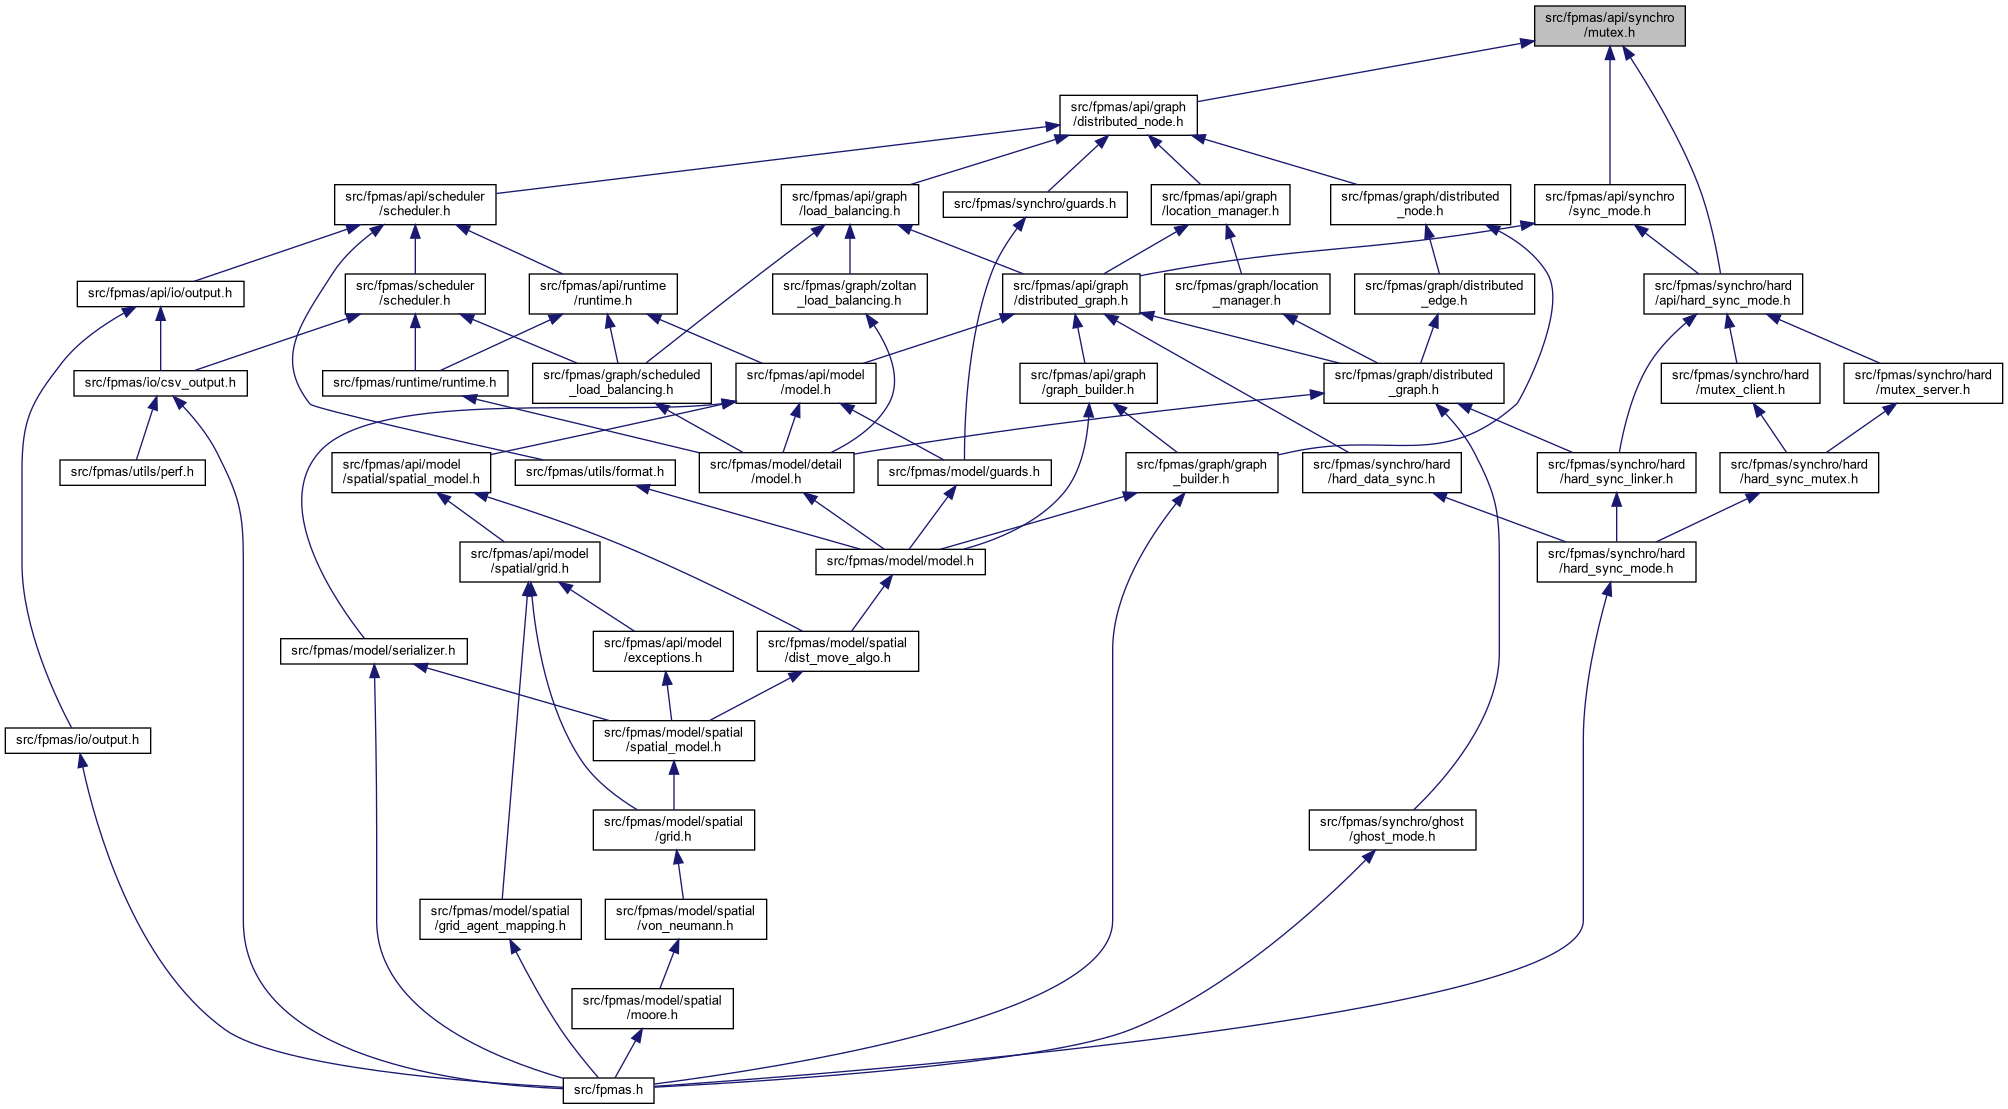 src/fpmas/api/synchro
/mutex.h
src/fpmas/api/graph
/distributed_node.h
src/fpmas/api/scheduler
/scheduler.h
src/fpmas/api/graph
/load_balancing.h
src/fpmas/synchro/guards.h
src/fpmas/api/graph
/location_manager.h
src/fpmas/graph/distributed
_node.h
src/fpmas/api/synchro
/sync_mode.h
src/fpmas/api/io/output.h
src/fpmas/scheduler
/scheduler.h
src/fpmas/api/runtime
/runtime.h
src/fpmas/graph/zoltan
_load_balancing.h
src/fpmas/api/graph
/distributed_graph.h
src/fpmas/graph/location
_manager.h
src/fpmas/graph/distributed
_edge.h
src/fpmas/synchro/hard
/api/hard_sync_mode.h
src/fpmas/io/csv_output.h
src/fpmas/runtime/runtime.h
src/fpmas/graph/scheduled
_load_balancing.h
src/fpmas/api/model
/model.h
src/fpmas/api/graph
/graph_builder.h
src/fpmas/graph/distributed
_graph.h
src/fpmas/synchro/hard
/mutex_client.h
src/fpmas/synchro/hard
/mutex_server.h
src/fpmas/utils/perf.h
src/fpmas/api/model
/spatial/spatial_model.h
src/fpmas/utils/format.h
src/fpmas/model/detail
/model.h
src/fpmas/model/guards.h
src/fpmas/graph/graph
_builder.h
src/fpmas/synchro/hard
/hard_data_sync.h
src/fpmas/synchro/hard
/hard_sync_linker.h
src/fpmas/synchro/hard
/hard_sync_mutex.h
src/fpmas/api/model
/spatial/grid.h
src/fpmas/model/model.h
src/fpmas/synchro/hard
/hard_sync_mode.h
src/fpmas/model/serializer.h
src/fpmas/api/model
/exceptions.h
src/fpmas/model/spatial
/dist_move_algo.h
src/fpmas/io/output.h
src/fpmas/model/spatial
/spatial_model.h
src/fpmas/model/spatial
/grid.h
src/fpmas/synchro/ghost
/ghost_mode.h
src/fpmas/model/spatial
/grid_agent_mapping.h
src/fpmas/model/spatial
/von_neumann.h
src/fpmas/model/spatial
/moore.h
src/fpmas.h